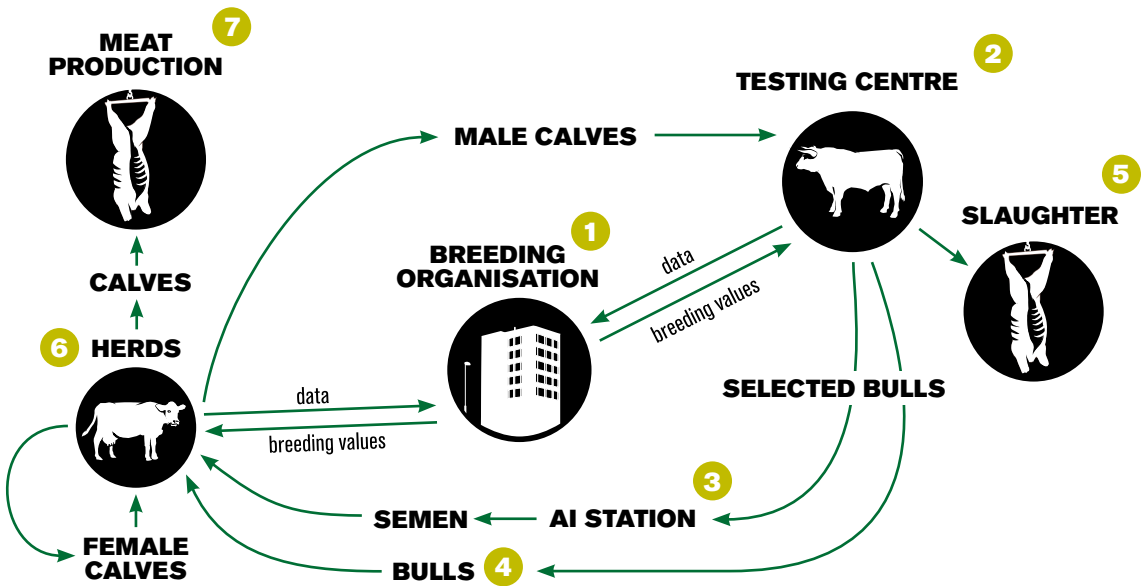 7
MEAT
PRODUCTION
2
TESTING CENTRE
MALE CALVES
5
SLAUGHTER
1
BREEDING
ORGANISATION
data
breeding values
CALVES
6 HERDS
SELECTED BULLS
data
breeding values
3
SEMEN
AI STATION
FEMALE
CALVES
BULLS 4